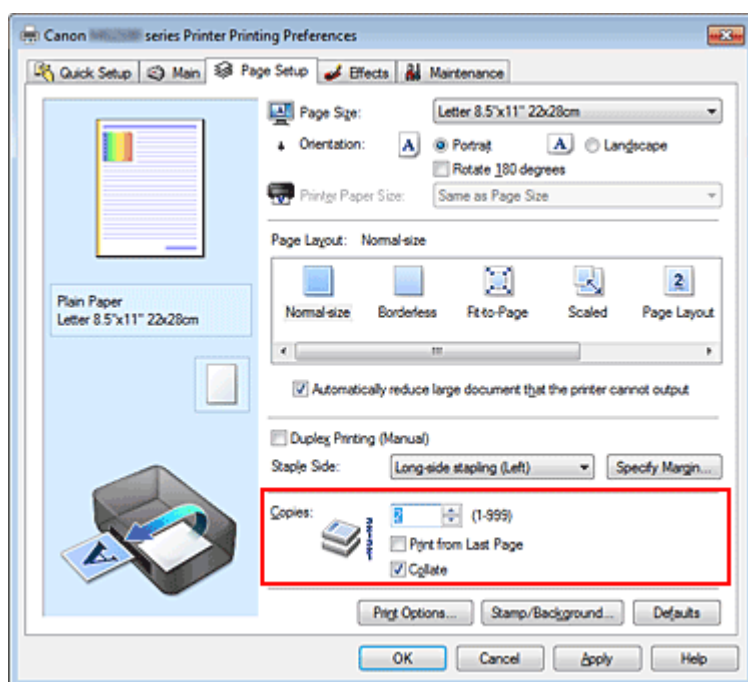 Canon series Printer Printing Preferences
Quick Setup Main Page Setup Effects Maintenance
Page Size: Letter 8.5"x11" 22x28cm
Orientation: A Portrait A Landscape
Rotate 180 degrees
Printer Paper Size: Same as Page Size
Page Layout: Normal-size
2
Normal-size Borderless Fit-to-Page Scaled Page Layout
Plain Paper
Letter 8.5"x11" 22x28cm
Automatically reduce large document that the printer cannot output
Duplex Printing (Manual)
Staple Side: Long-side stapling (Left) Specify Margin...
Copies: 2 (1-999)
Print from Last Page
Collate
A
Print Options... Stamp/Background... Defaults
OK Cancel Apply Help